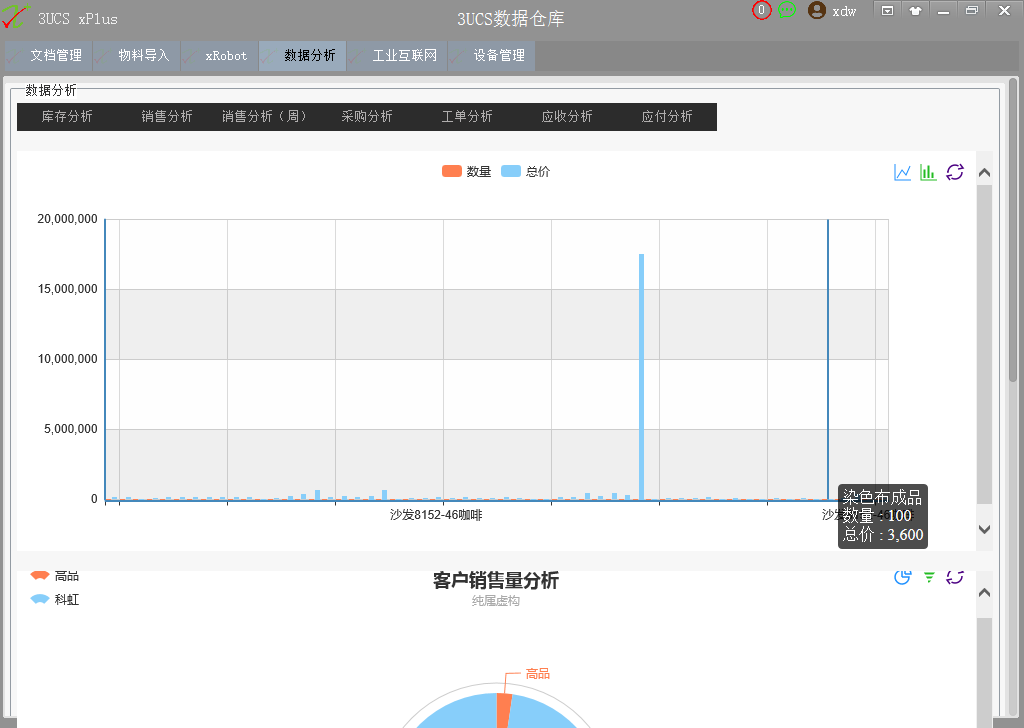 3UCS xPlus
3UCS数据仓库
0
xdw
文档管理 物料导入 xRobot 数据分析 工业互联网 设备管理
数据分析
库存分析 销售分析 销售分析（周） 采购分析 工单分析 应收分析 应付分析
数量 总价
20,000,000
15,000,000
10,000,000
5,000,000
0
沙发8152-46咖啡
染色布成品
数量 : 100
总价 : 3,600
高品
科虹
客户销售量分析
纯属虚构
高品